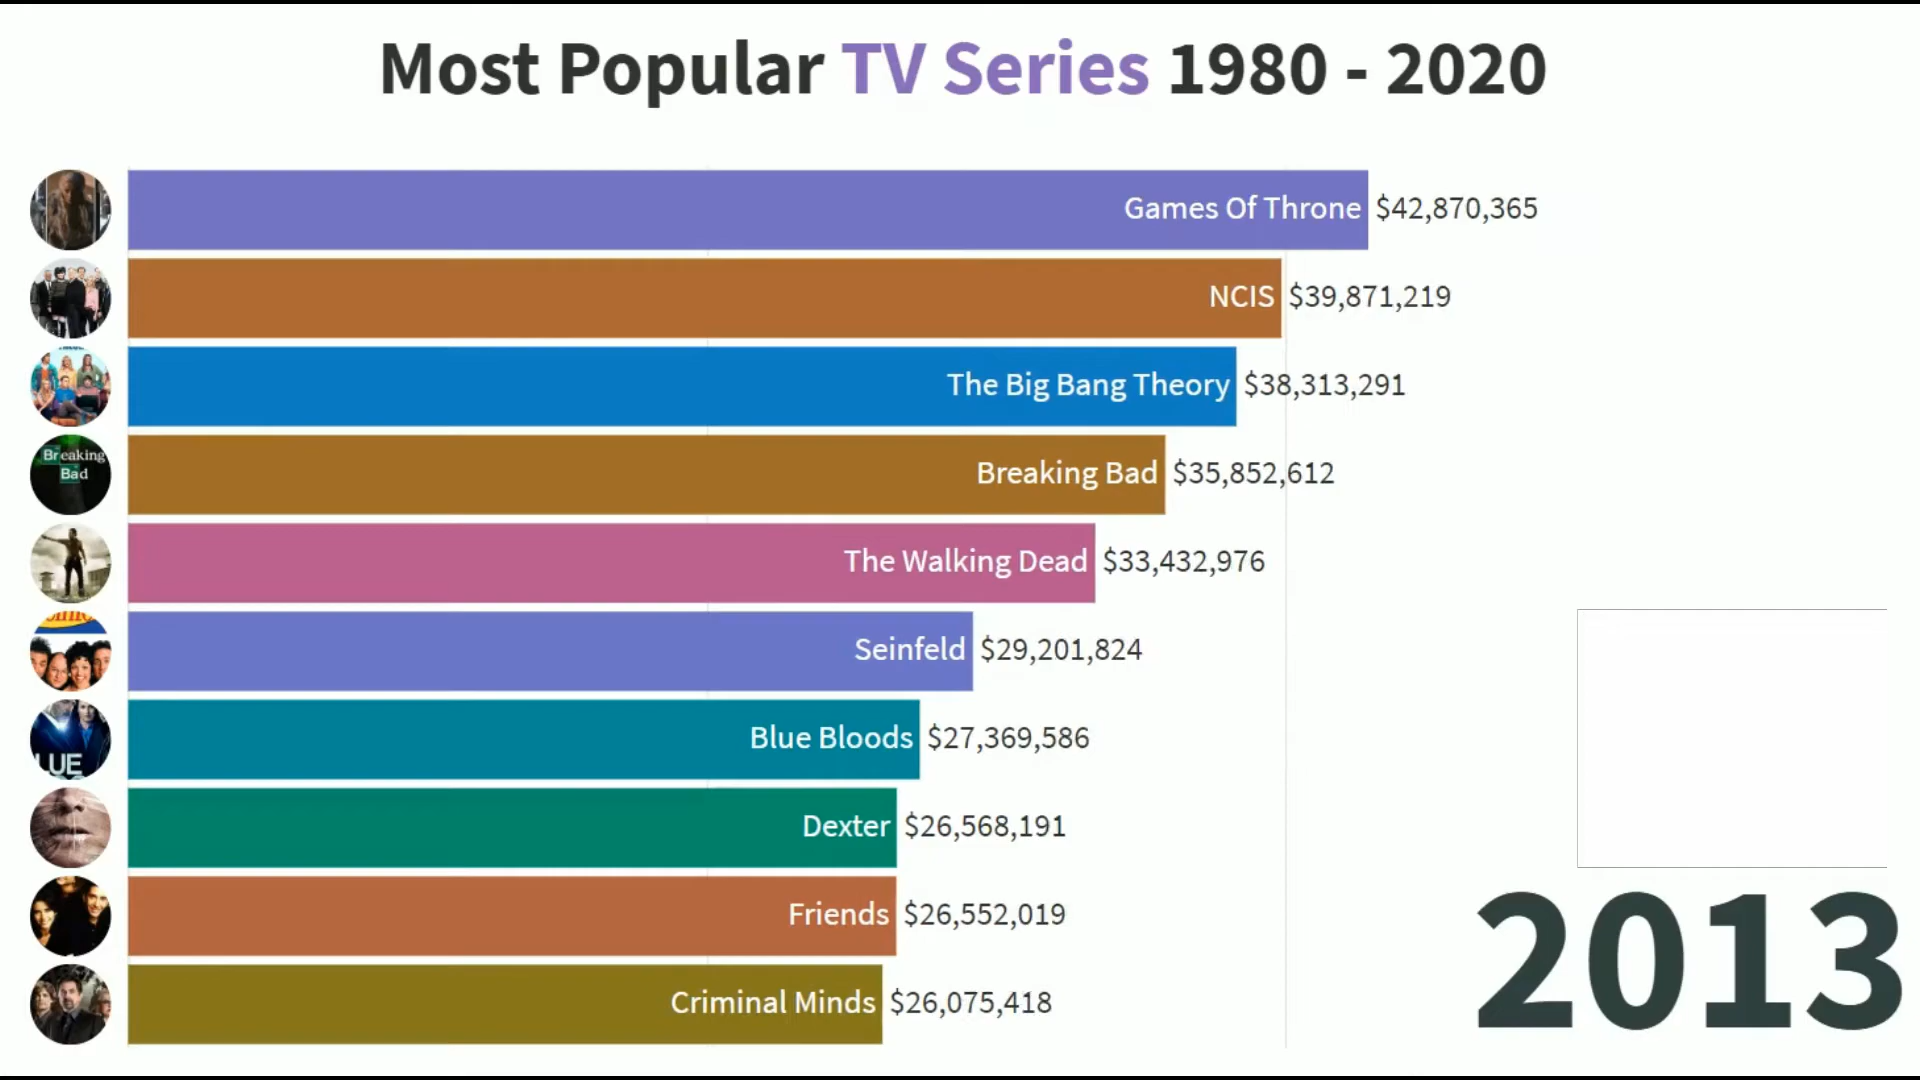 Most Popular TV Series 1980 - 2020
Games Of Throne $42,870,365
NCIS $39,871,219
The Big Bang Theory $38,313,291
Breaking
Bad
Breaking Bad $35,852,612
The Walking Dead $33,432,976
Seinfeld $29,201,824
Blue Bloods $27,369,586
LUE
Dexter $26,568,191
Friends $26,552,019
Criminal Minds $26,075,418
2013